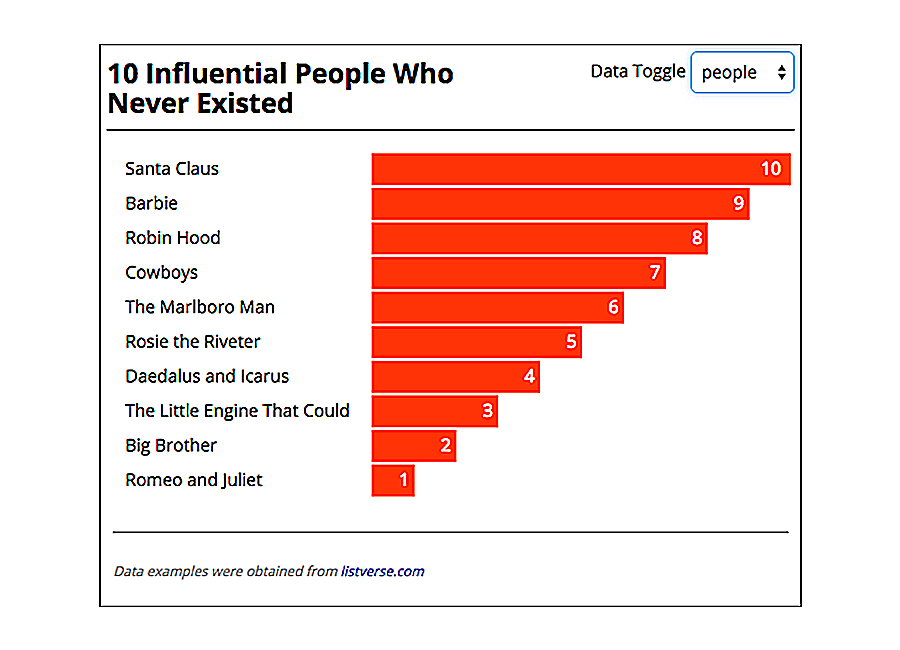 10 Influential People Who
Never Existed
Data Toggle people
Santa Claus 10
Barbie 9
Robin Hood 8
Cowboys 7
The Marlboro Man 6
Rosie the Riveter 5
Daedalus and Icarus 4
The Little Engine That Could 3
Big Brother 2
Romeo and Juliet 1
Data examples were obtained from listverse.com